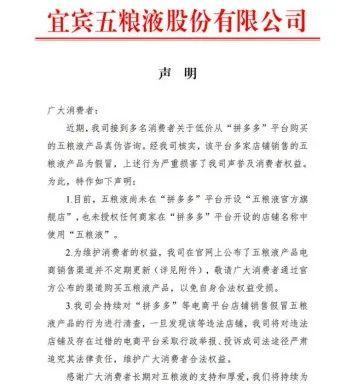 宜宾五粮液股份有限公司
声 明
广大消费者：
近期，我司接到多名消费者关于低价从“拼多多”平台购买
的五粮液产品真伪咨询。经我司核实，该平台多家店铺销售的五
粮液产品为假冒，上述行为严重损害了我司声誉及消费者权益。
为此，特作如下声明：
1.目前，五粮液尚未在“拼多多”平台开设“五粮液官方旗
舰店”，也未授权任何商家在“拼多多”平台开设的店铺名称中
使用“五粮液”。
2.为维护消费者的权益，我司在官网上公布了五粮液产品电
商销售渠道并不定期更新（详见附件），敬请广大消费者通过官
方公布的渠道购买五粮液产品，以免自身合法权益受损。
3.我司会持续对“拼多多”等电商平台店铺销售假冒五粮
液产品的行为进行清查，一旦发现该等违法店铺，我司将对违法
店铺及存在过错的电商平台采取行政举报、投诉或司法途径严肃
追究其法律责任，维护广大消费者合法权益。
感谢广大消费者长期对五粮液的支持和厚爱，我们将持续为